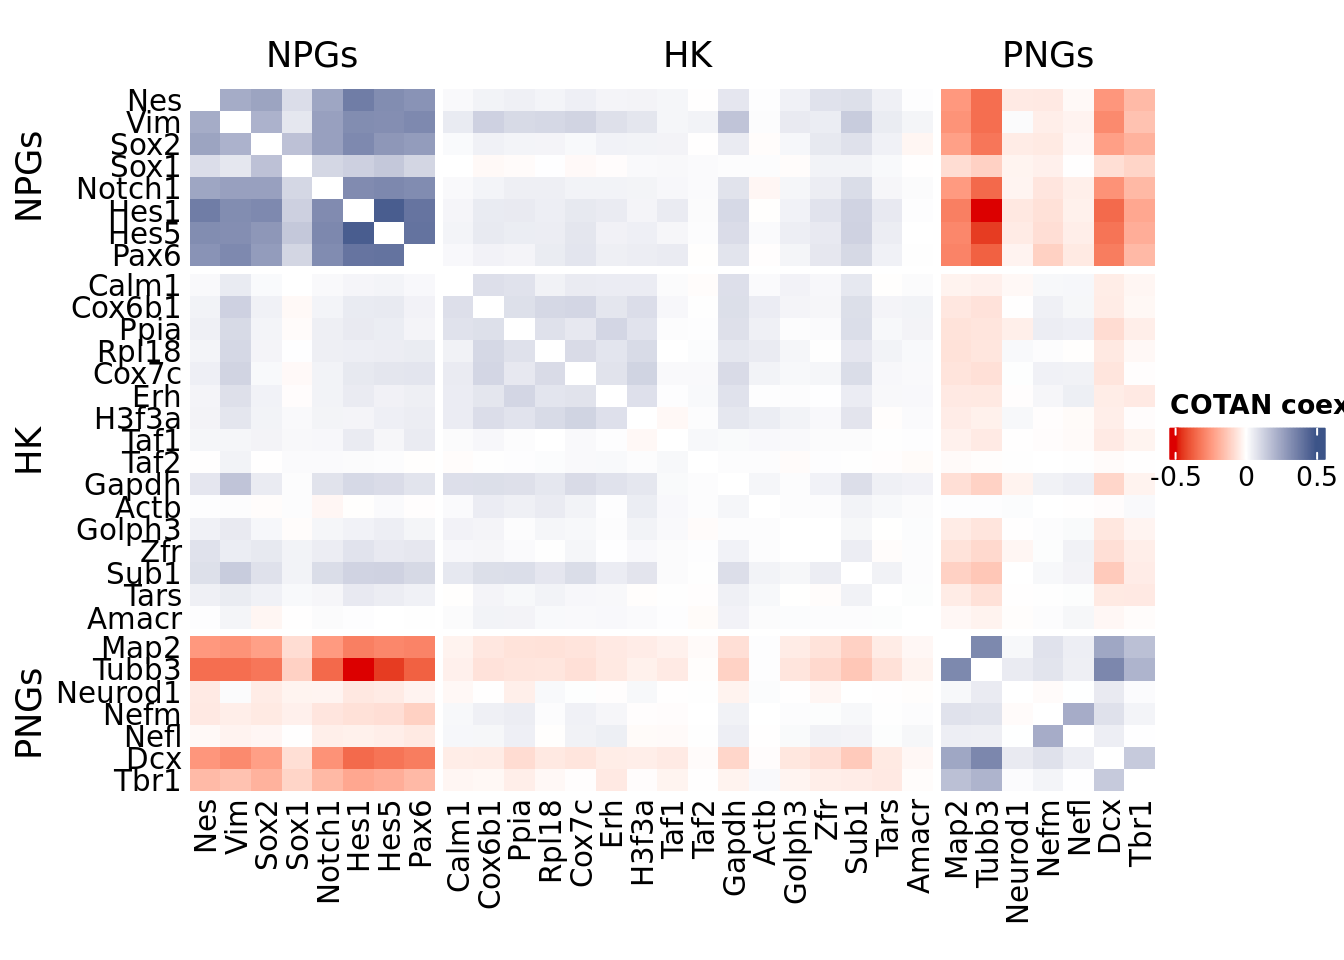 NPGs HK PNGs
NPGs
Nes
Vim
Sox2
Sox1
Notch1
Hes1
Hes5
Pax6
HK
Calm1
Cox6b1
Ppia
Rpl18
Cox7c
Erh
H3f3a
Taf1
Taf2
Gapdh
Actb
Golph3
Zfr
Sub1
Tars
Amacr
PNGs
Map2
Tubb3
Neurod1
Nefm
Nefl
Dcx
Tbr1
Nes Vim Sox2 Sox1 Notch1 Hes1 Hes5 Pax6 Calm1 Cox6b1 Ppia Rpl18 Cox7c Erh H3f3a Taf1 Taf2 Gapdh Actb Golph3 Zfr Sub1 Tars Amacr Map2 Tubb3 Neurod1 Nefm Nefl Dcx Tbr1
COTAN coex
-0.5 0 0.5